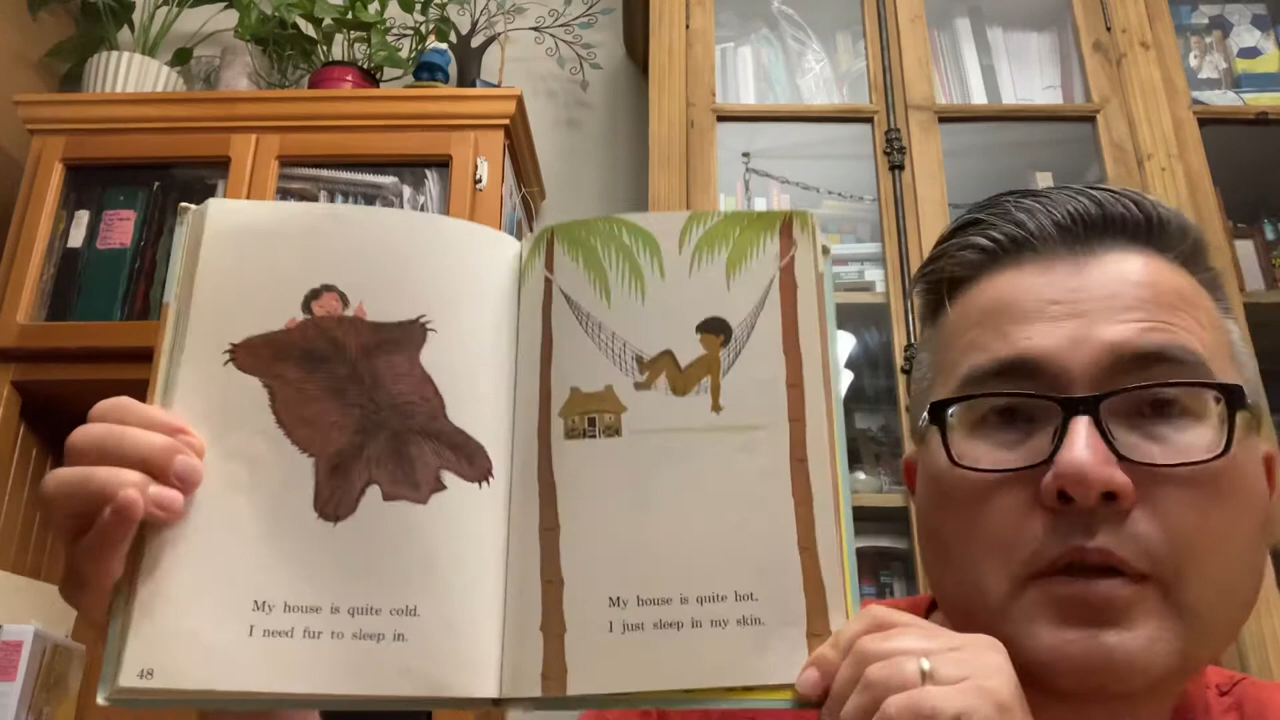 My house is quite cold.
I need fur to sleep in.
48
My house is quite hot.
I just sleep in my skin.